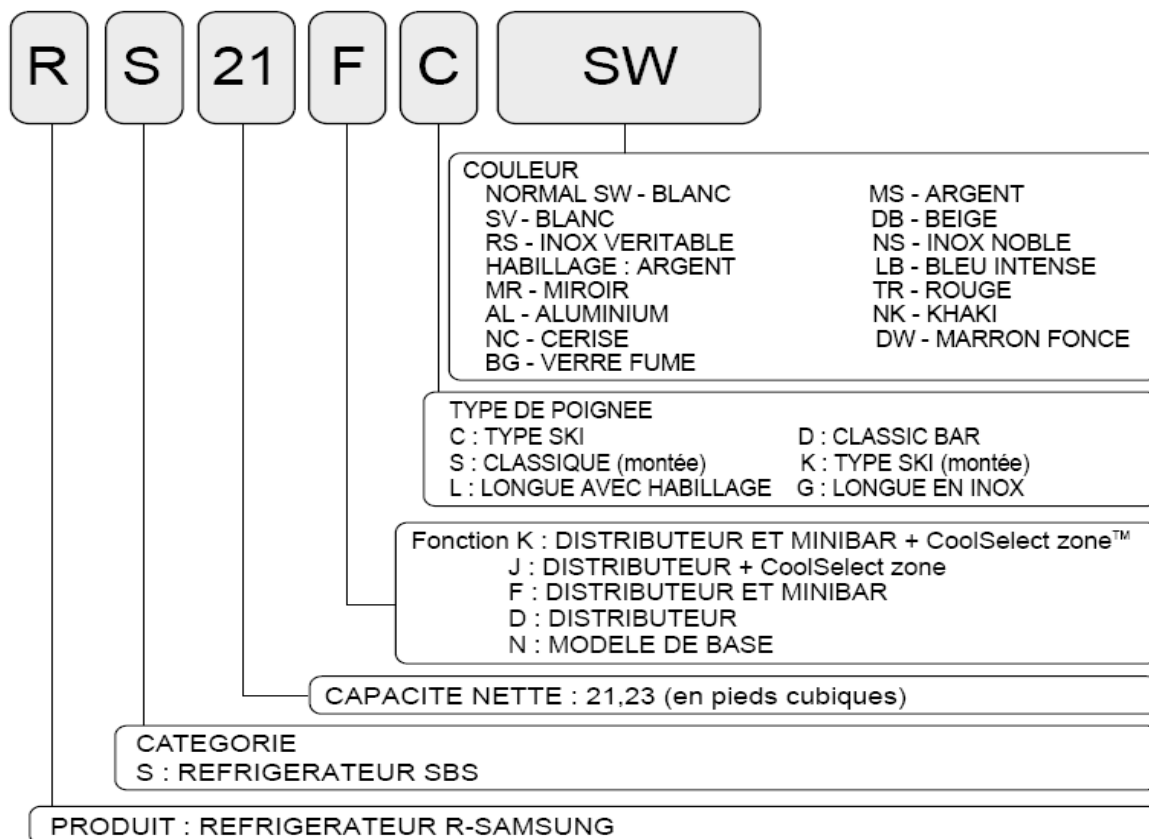 R S 21 F C SW
COULEUR
NORMAL SW - BLANC MS - ARGENT
SV - BLANC DB - BEIGE
RS - INOX VERITABLE NS - INOX NOBLE
HABILLAGE : ARGENT LB - BLEU INTENSE
MR - MIROIR TR - ROUGE
AL - ALUMINIUM NK - KHAKI
NC - CERISE DW - MARRON FONCE
BG - VERRE FUME
TYPE DE POIGNEE
C : TYPE SKI D : CLASSIC BAR
S : CLASSIQUE (montée) K : TYPE SKI (montée)
L : LONGUE AVEC HABILLAGE G : LONGUE EN INOX
Fonction K : DISTRIBUTEUR ET MINIBAR + CoolSelect zone™
J : DISTRIBUTEUR + CoolSelect zone
F : DISTRIBUTEUR ET MINIBAR
D : DISTRIBUTEUR
N : MODELE DE BASE
CAPACITE NETTE : 21,23 (en pieds cubiques)
CATEGORIE
S : REFRIGERATEUR SBS
PRODUIT : REFRIGERATEUR R-SAMSUNG